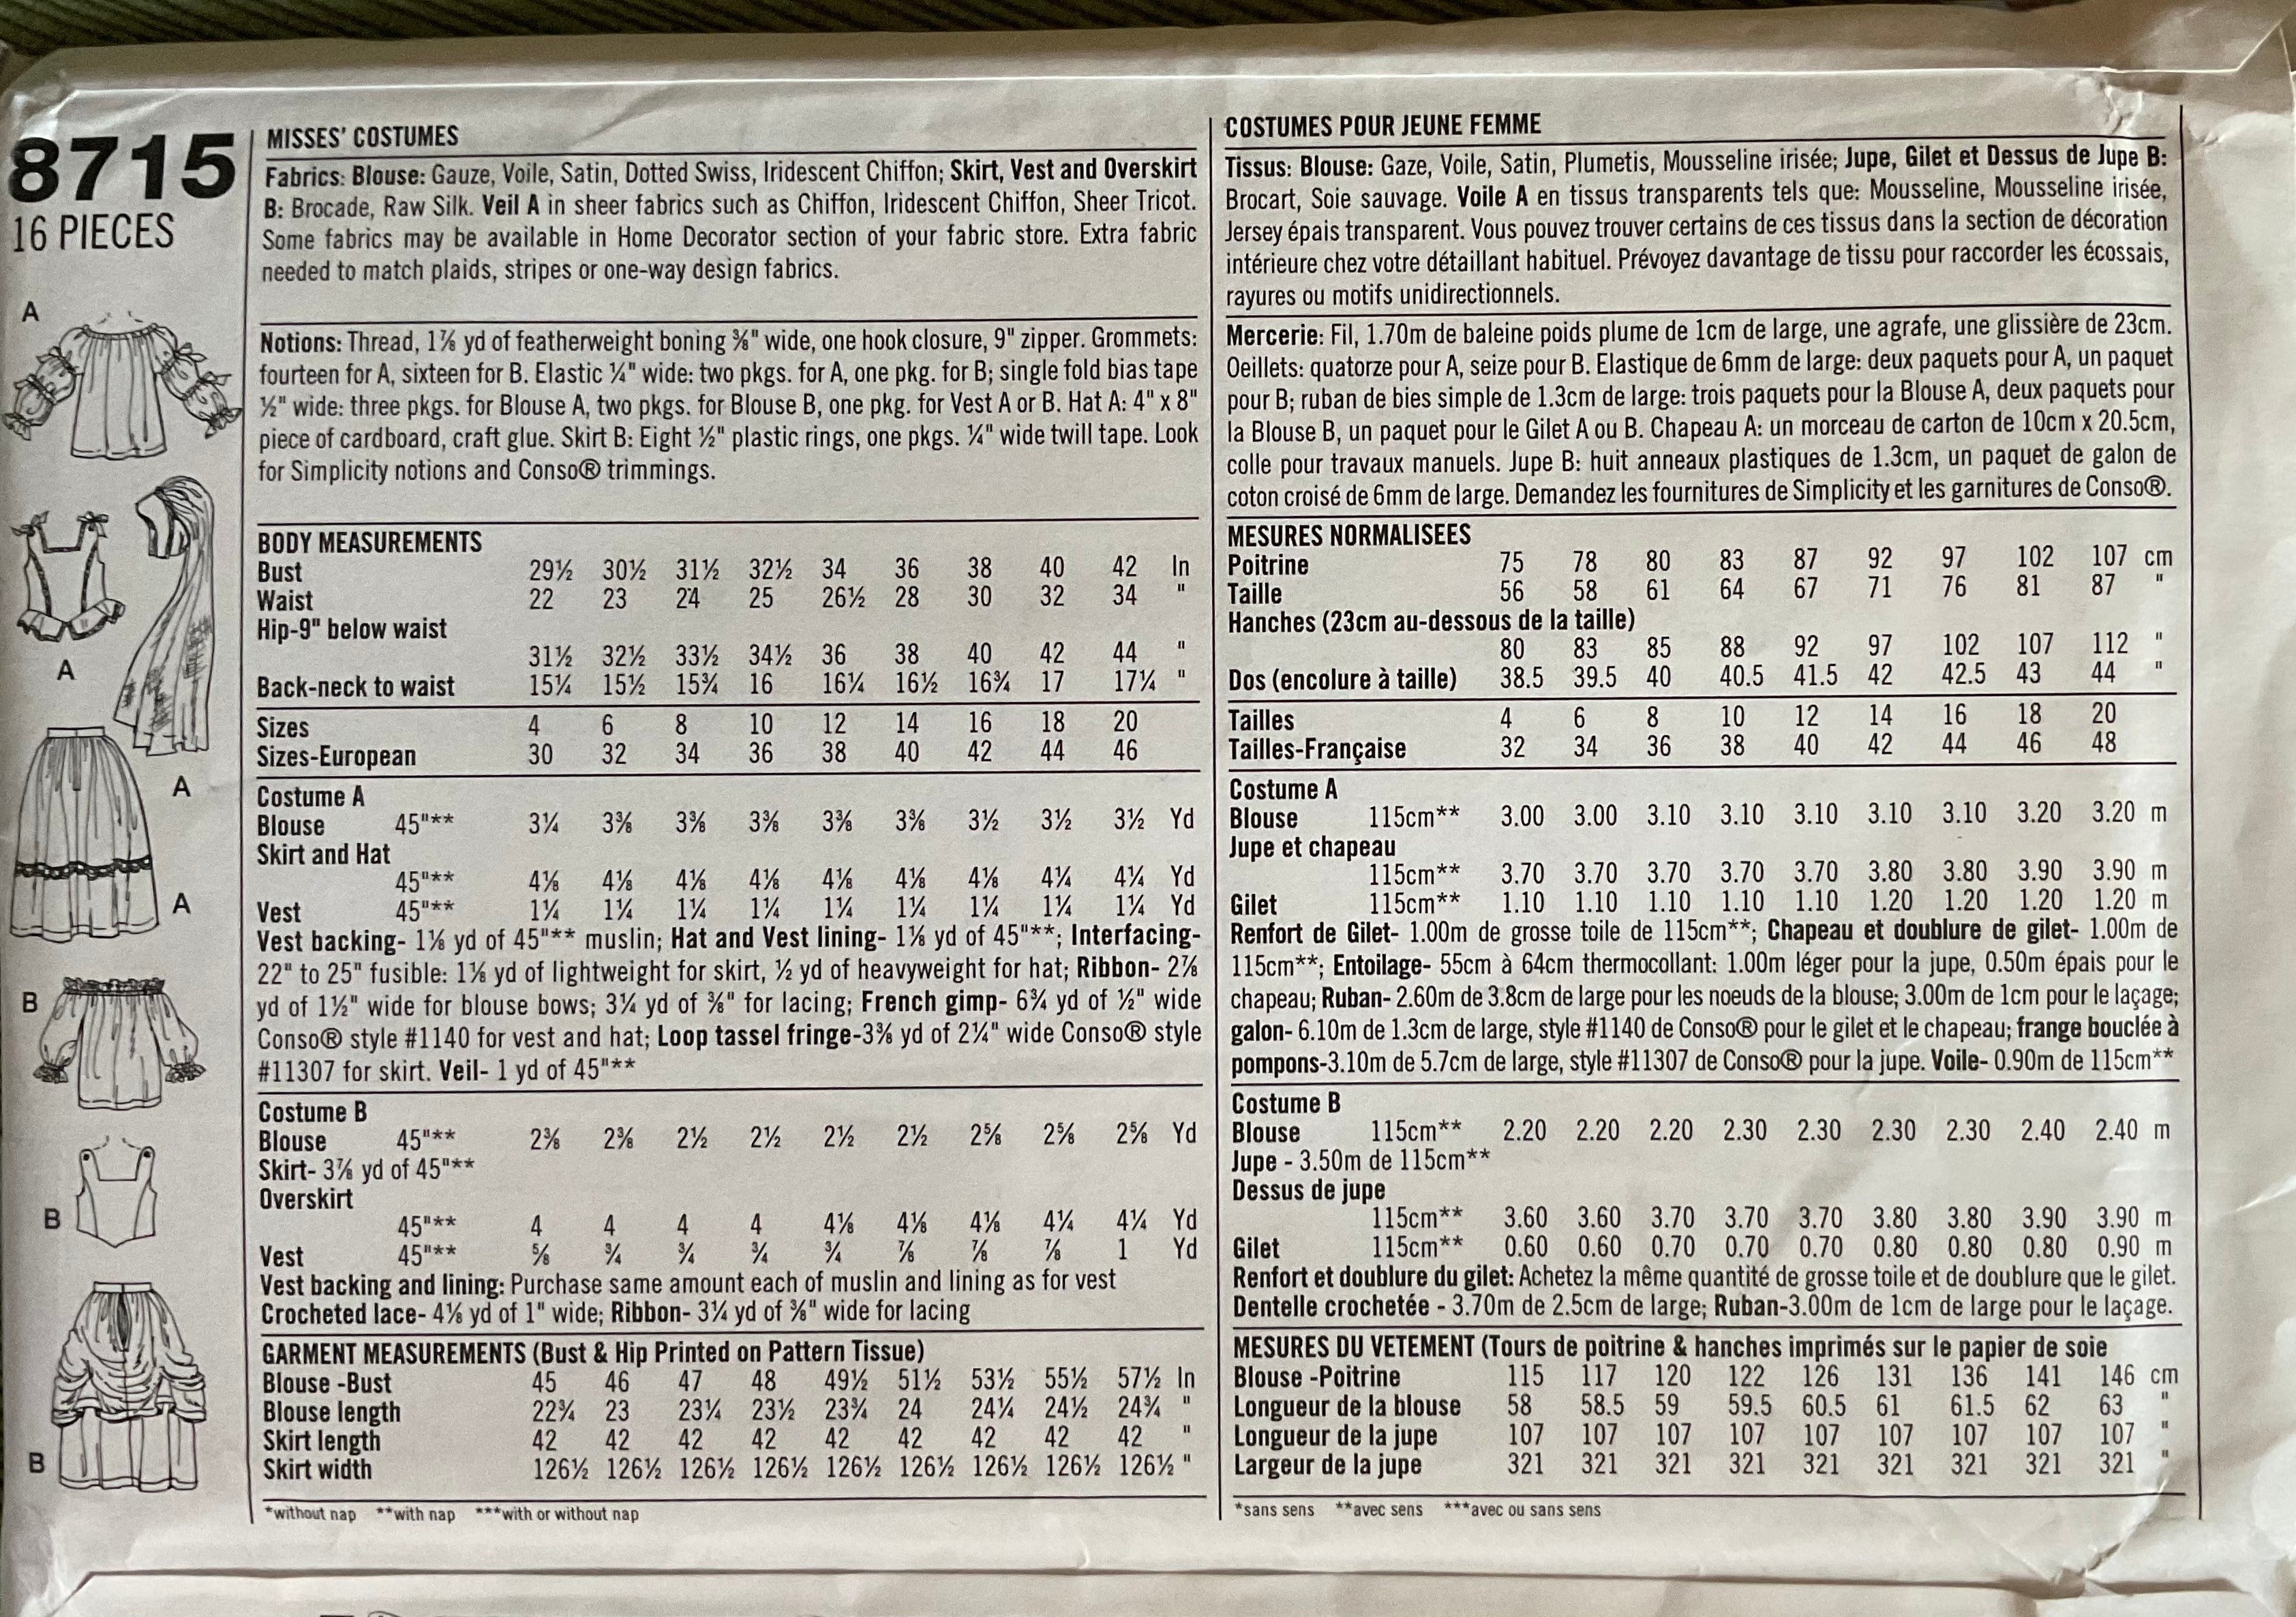 8715
16 PIECES
A
A
A
A
B
B
B
MISSES' COSTUMES
Fabrics: Blouse: Gauze, Voile, Satin, Dotted Swiss, Iridescent Chiffon; Skirt, Vest and Overskirt
B: Brocade, Raw Silk. Veil A in sheer fabrics such as Chiffon, Iridescent Chiffon, Sheer Tricot.
Some fabrics may be available in Home Decorator section of your fabric store. Extra fabric
needed to match plaids, stripes or one-way design fabrics.
Notions: Thread, 1⅞ yd of featherweight boning ⅜" wide, one hook closure, 9" zipper. Grommets:
fourteen for A, sixteen for B. Elastic ¼" wide: two pkgs. for A, one pkg. for B; single fold bias tape
½" wide: three pkgs. for Blouse A, two pkgs. for Blouse B, one pkg. for Vest A or B. Hat A: 4" x 8"
piece of cardboard, craft glue. Skirt B: Eight ½" plastic rings, one pkgs. ¼" wide twill tape. Look
for Simplicity notions and Conso® trimmings.
BODY MEASUREMENTS
Bust 29½ 30½ 31½ 32½ 34 36 38 40 42 In
Waist 22 23 24 25 26½ 28 30 32 34 "
Hip-9" below waist
31½ 32½ 33½ 34½ 36 38 40 42 44 "
Back-neck to waist 15¼ 15½ 15¾ 16 16¼ 16½ 16¾ 17 17¼ "
Sizes 4 6 8 10 12 14 16 18 20
Sizes-European 30 32 34 36 38 40 42 44 46
Costume A
Blouse 45"** 3¼ 3⅜ 3⅜ 3⅜ 3⅜ 3⅜ 3½ 3½ 3½ Yd
Skirt and Hat
45"** 4⅛ 4⅛ 4⅛ 4⅛ 4⅛ 4⅛ 4⅛ 4¼ 4¼ Yd
Vest 45"** 1¼ 1¼ 1¼ 1¼ 1¼ 1¼ 1¼ 1¼ 1¼ Yd
Vest backing- 1⅛ yd of 45"** muslin; Hat and Vest lining- 1⅛ yd of 45"**; Interfacing-
22" to 25" fusible: 1⅛ yd of lightweight for skirt, ½ yd of heavyweight for hat; Ribbon- 2⅞
yd of 1½" wide for blouse bows; 3¼ yd of ⅜" for lacing; French gimp- 6¾ yd of ½" wide
Conso® style #1140 for vest and hat; Loop tassel fringe-3⅜ yd of 2¼" wide Conso® style
#11307 for skirt. Veil- 1 yd of 45"**
Costume B
Blouse 45"** 2⅜ 2⅜ 2½ 2½ 2½ 2½ 2⅝ 2⅝ 2⅝ Yd
Skirt- 3⅞ yd of 45"**
Overskirt
45"** 4 4 4 4 4⅛ 4⅛ 4⅛ 4¼ 4¼ Yd
Vest 45"** ⅝ ¾ ¾ ¾ ¾ ⅞ ⅞ ⅞ 1 Yd
Vest backing and lining: Purchase same amount each of muslin and lining as for vest
Crocheted lace- 4⅛ yd of 1" wide; Ribbon- 3¼ yd of ⅜" wide for lacing
GARMENT MEASUREMENTS (Bust & Hip Printed on Pattern Tissue)
Blouse -Bust 45 46 47 48 49½ 51½ 53½ 55½ 57½ In
Blouse length 22¾ 23 23¼ 23½ 23¾ 24 24¼ 24½ 24¾ "
Skirt length 42 42 42 42 42 42 42 42 42 "
Skirt width 126½ 126½ 126½ 126½ 126½ 126½ 126½ 126½ 126½ "
*without nap **with nap ***with or without nap
COSTUMES POUR JEUNE FEMME
Tissus: Blouse: Gaze, Voile, Satin, Plumetis, Mousseline irisée; Jupe, Gilet et Dessus de Jupe B:
Brocart, Soie sauvage. Voile A en tissus transparents tels que: Mousseline, Mousseline irisée,
Jersey épais transparent. Vous pouvez trouver certains de ces tissus dans la section de décoration
intérieure chez votre détaillant habituel. Prévoyez davantage de tissu pour raccorder les écossais,
rayures ou motifs unidirectionnels.
Mercerie: Fil, 1.70m de baleine poids plume de 1cm de large, une agrafe, une glissière de 23cm.
Oeillets: quatorze pour A, seize pour B. Elastique de 6mm de large: deux paquets pour A, un paquet
pour B; ruban de bies simple de 1.3cm de large: trois paquets pour la Blouse A, deux paquets pour
la Blouse B, un paquet pour le Gilet A ou B. Chapeau A: un morceau de carton de 10cm x 20.5cm,
colle pour travaux manuels. Jupe B: huit anneaux plastiques de 1.3cm, un paquet de galon de
coton croisé de 6mm de large. Demandez les fournitures de Simplicity et les garnitures de Conso®.
MESURES NORMALISEES
Poitrine 75 78 80 83 87 92 97 102 107 cm
Taille 56 58 61 64 67 71 76 81 87 "
Hanches (23cm au-dessous de la taille)
80 83 85 88 92 97 102 107 112 "
Dos (encolure à taille) 38.5 39.5 40 40.5 41.5 42 42.5 43 44 "
Tailles 4 6 8 10 12 14 16 18 20
Tailles-Française 32 34 36 38 40 42 44 46 48
Costume A
Blouse 115cm** 3.00 3.00 3.10 3.10 3.10 3.10 3.10 3.20 3.20 m
Jupe et chapeau
115cm** 3.70 3.70 3.70 3.70 3.70 3.80 3.80 3.90 3.90 m
Gilet 115cm** 1.10 1.10 1.10 1.10 1.10 1.20 1.20 1.20 1.20 m
Renfort de Gilet- 1.00m de grosse toile de 115cm**; Chapeau et doublure de gilet- 1.00m de
115cm**; Entoilage- 55cm à 64cm thermocollant: 1.00m léger pour la jupe, 0.50m épais pour le
chapeau; Ruban- 2.60m de 3.8cm de large pour les noeuds de la blouse; 3.00m de 1cm pour le laçage;
galon- 6.10m de 1.3cm de large, style #1140 de Conso® pour le gilet et le chapeau; frange bouclée à
pompons-3.10m de 5.7cm de large, style #11307 de Conso® pour la jupe. Voile- 0.90m de 115cm**
Costume B
Blouse 115cm** 2.20 2.20 2.20 2.30 2.30 2.30 2.30 2.40 2.40 m
Jupe - 3.50m de 115cm**
Dessus de jupe
115cm** 3.60 3.60 3.70 3.70 3.70 3.80 3.80 3.90 3.90 m
Gilet 115cm** 0.60 0.60 0.70 0.70 0.70 0.80 0.80 0.80 0.90 m
Renfort et doublure du gilet: Achetez la même quantité de grosse toile et de doublure que le gilet.
Dentelle crochetée - 3.70m de 2.5cm de large; Ruban-3.00m de 1cm de large pour le laçage.
MESURES DU VETEMENT (Tours de poitrine & hanches imprimés sur le papier de soie
Blouse -Poitrine 115 117 120 122 126 131 136 141 146 cm
Longueur de la blouse 58 58.5 59 59.5 60.5 61 61.5 62 63 "
Longueur de la jupe 107 107 107 107 107 107 107 107 107 "
Largeur de la jupe 321 321 321 321 321 321 321 321 321 "
*sans sens **avec sens ***avec ou sans sens